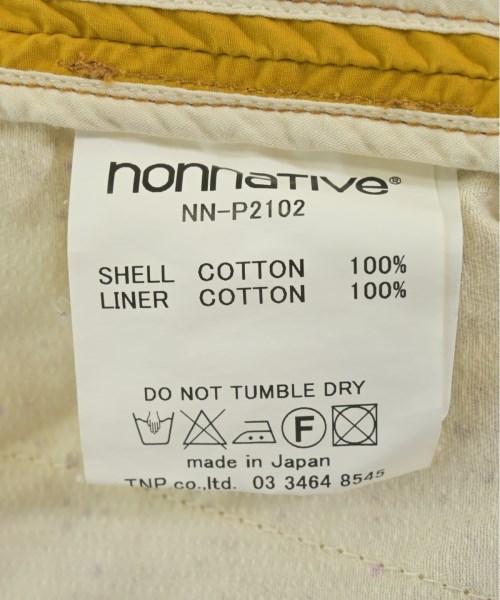 nonnative®
NN-P2102
SHELL COTTON 100%
LINER COTTON 100%
DO NOT TUMBLE DRY
F
made in Japan
TNP co.,ltd. 03 3464 8545